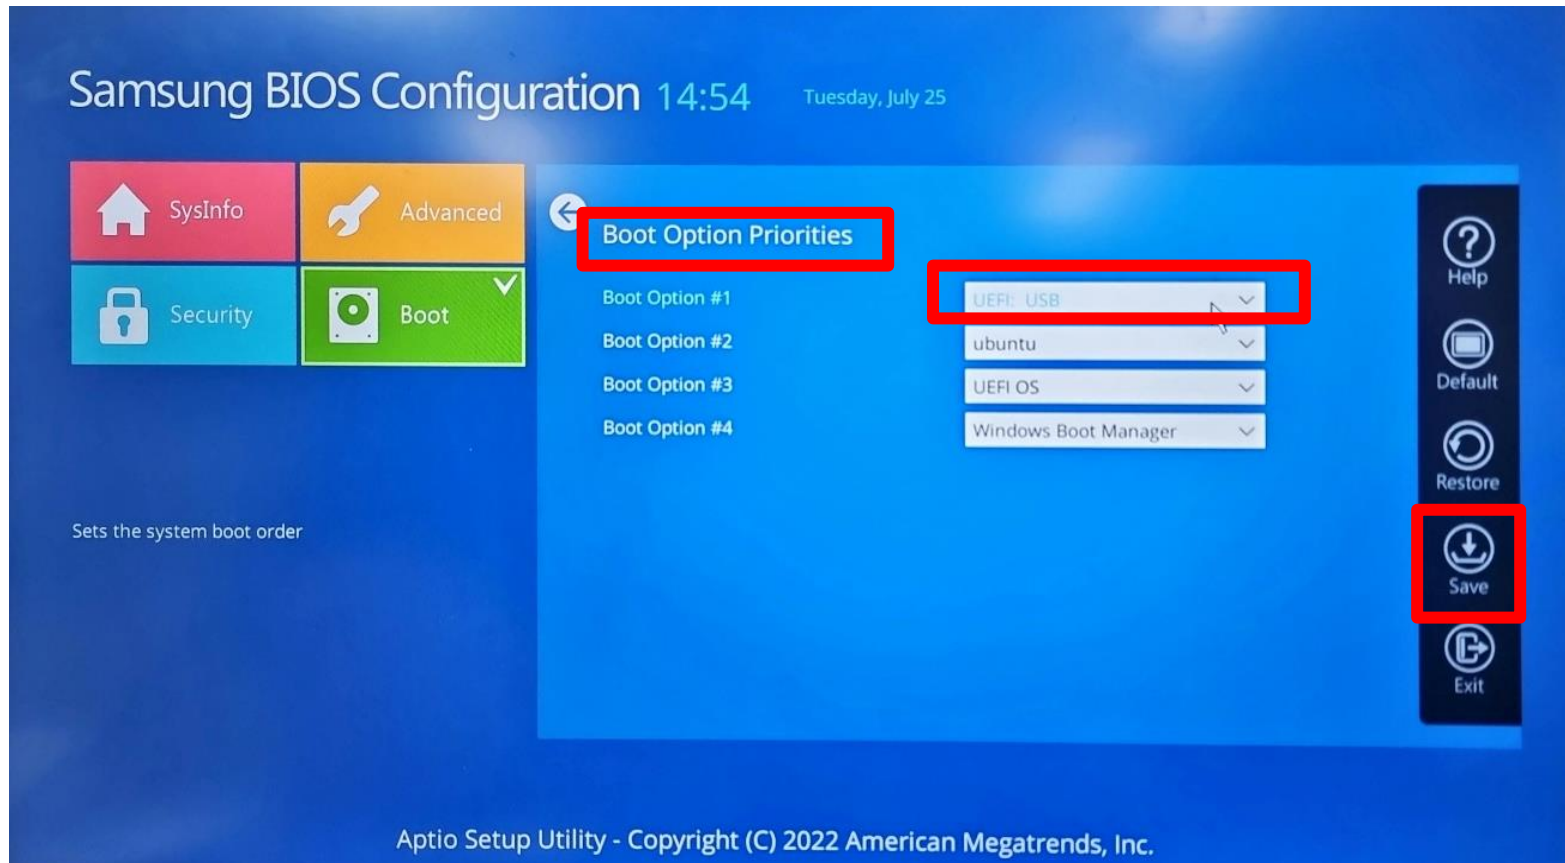 Samsung BIOS Configuration 14:54 Tuesday, July 25
SysInfo
Advanced
Security
Boot
Sets the system boot order
Boot Option Priorities
Boot Option #1 UEFI: USB
Boot Option #2 ubuntu
Boot Option #3 UEFI OS
Boot Option #4 Windows Boot Manager
Help
Default
Restore
Save
Exit
Aptio Setup Utility - Copyright (C) 2022 American Megatrends, Inc.